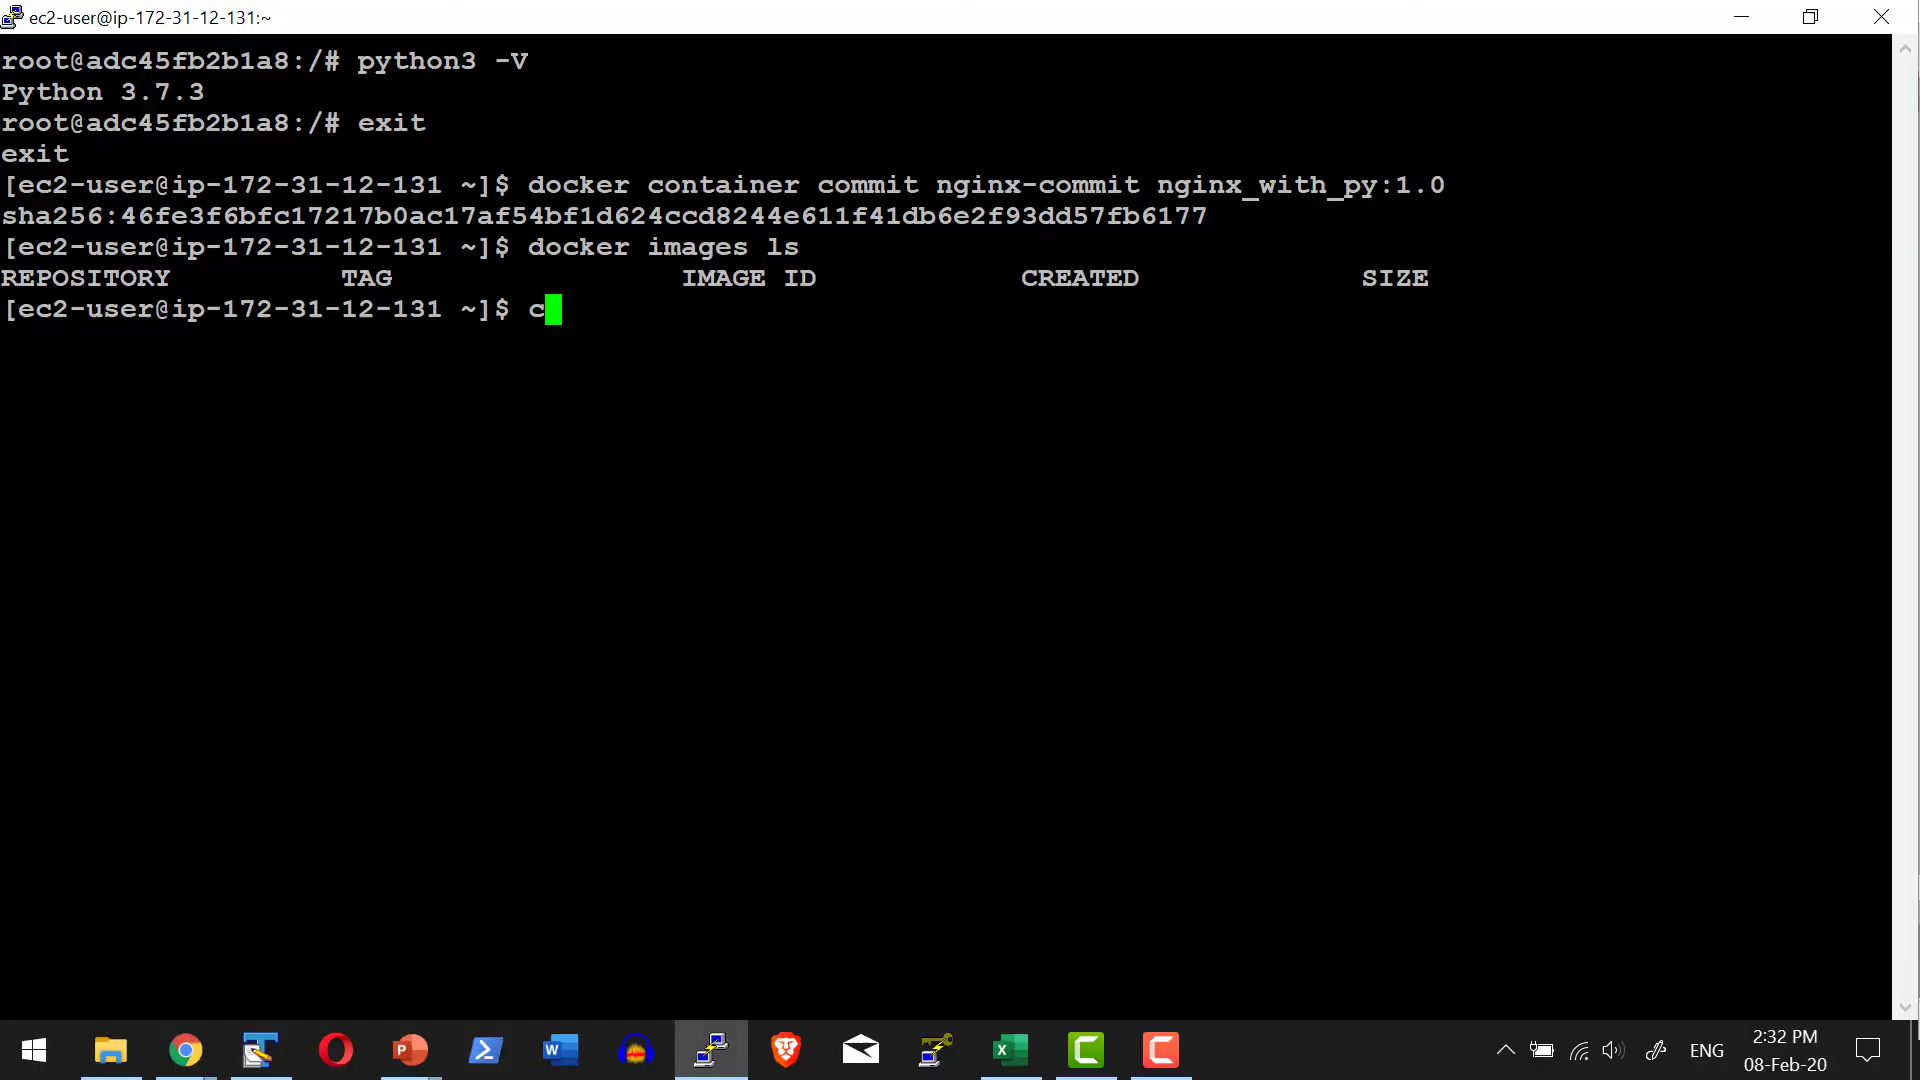 ec2-user@ip-172-31-12-131:~
root@adc45fb2b1a8:/# python3 -V
Python 3.7.3
root@adc45fb2b1a8:/# exit
exit
[ec2-user@ip-172-31-12-131 ~]$ docker container commit nginx-commit nginx_with_py:1.0
sha256:46fe3f6bfc17217b0ac17af54bf1d624ccd8244e611f41db6e2f93dd57fb6177
[ec2-user@ip-172-31-12-131 ~]$ docker images ls
REPOSITORY TAG IMAGE ID CREATED SIZE
[ec2-user@ip-172-31-12-131 ~]$ c
ENG
2:32 PM
08-Feb-20